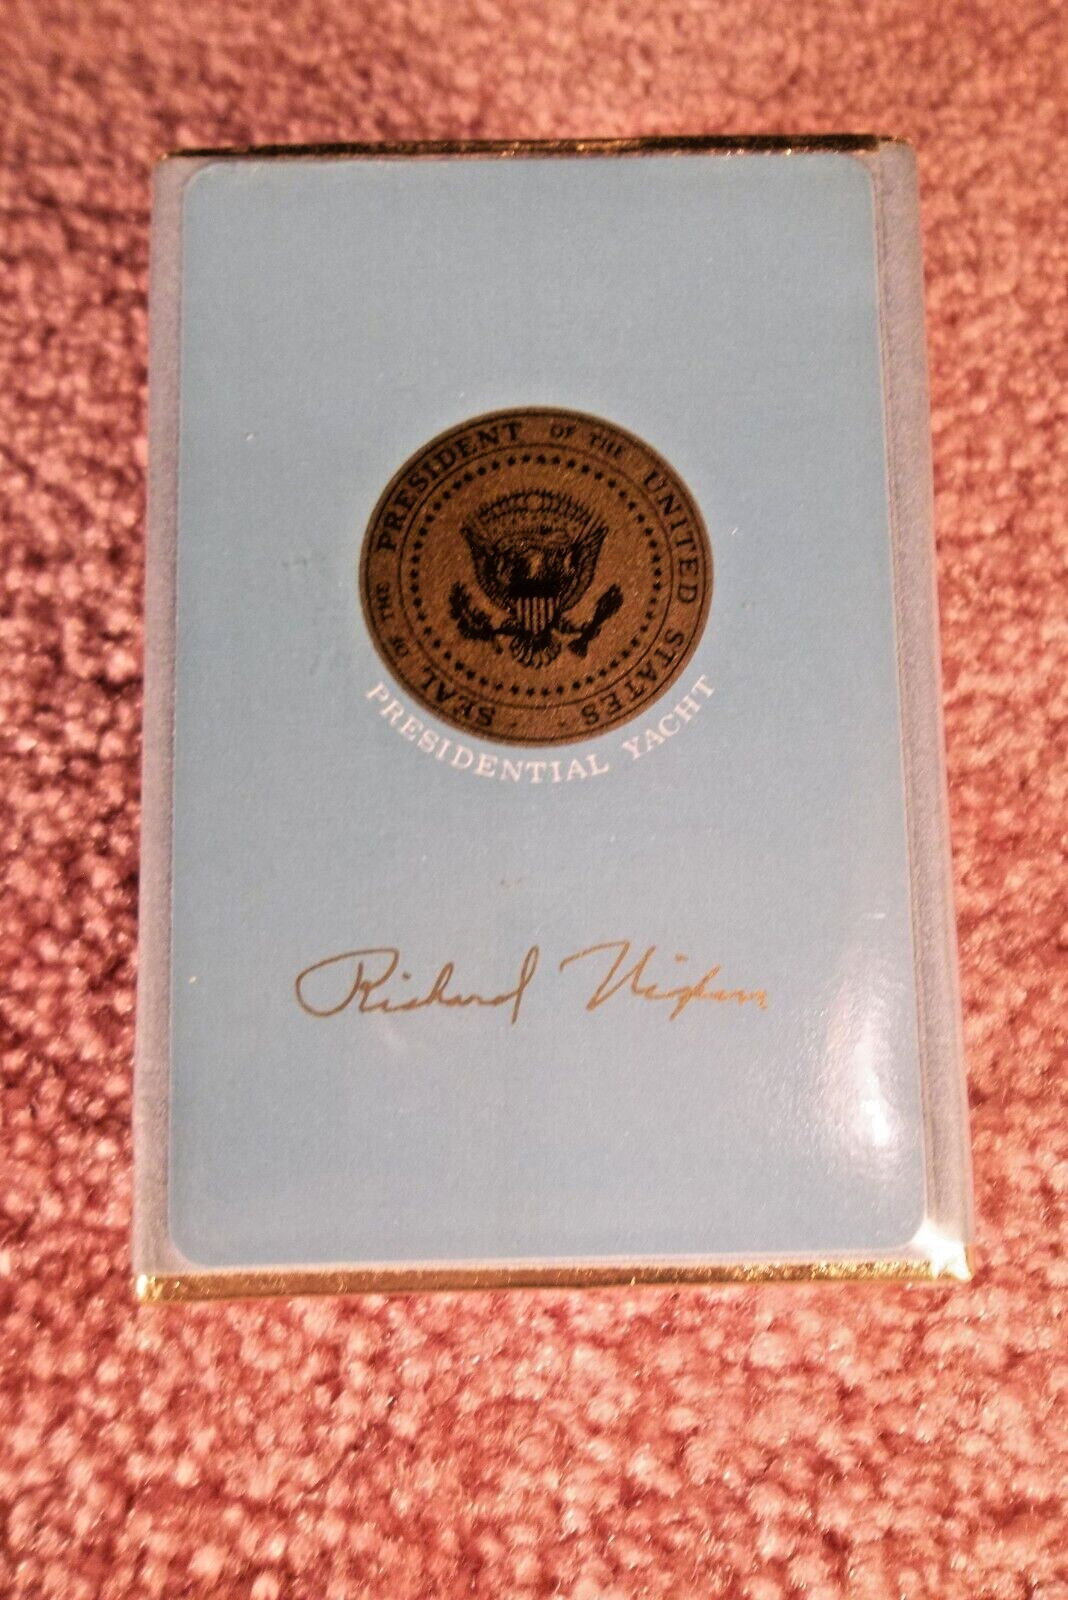 SEAL OF THE PRESIDENT OF THE UNITED STATES
PRESIDENTIAL YACHT
Richard Nixon